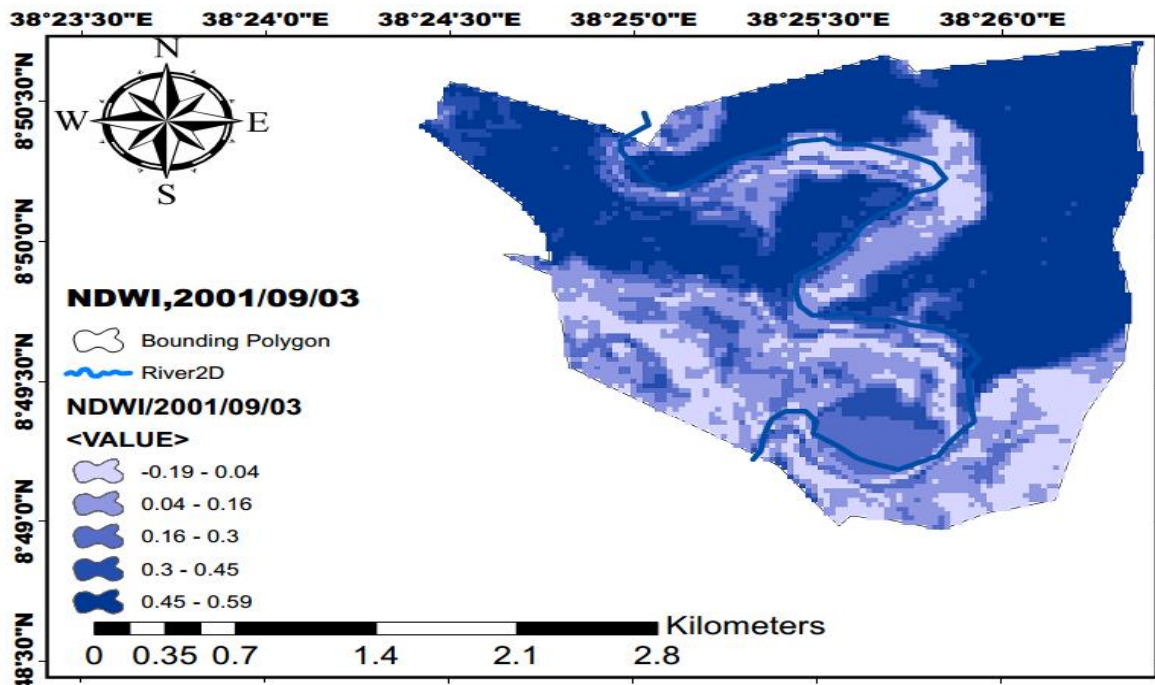 38°23'30"E 38°24'0"E 38°24'30"E 38°25'0"E 38°25'30"E 38°26'0"E
N
W E
S
8°50'30"N
8°50'0"N
8°49'30"N
8°49'0"N
48'30"N
NDWI,2001/09/03
Bounding Polygon
River2D
NDWI/2001/09/03
<VALUE>
-0.19 - 0.04
0.04 - 0.16
0.16 - 0.3
0.3 - 0.45
0.45 - 0.59
Kilometers
0 0.35 0.7 1.4 2.1 2.8